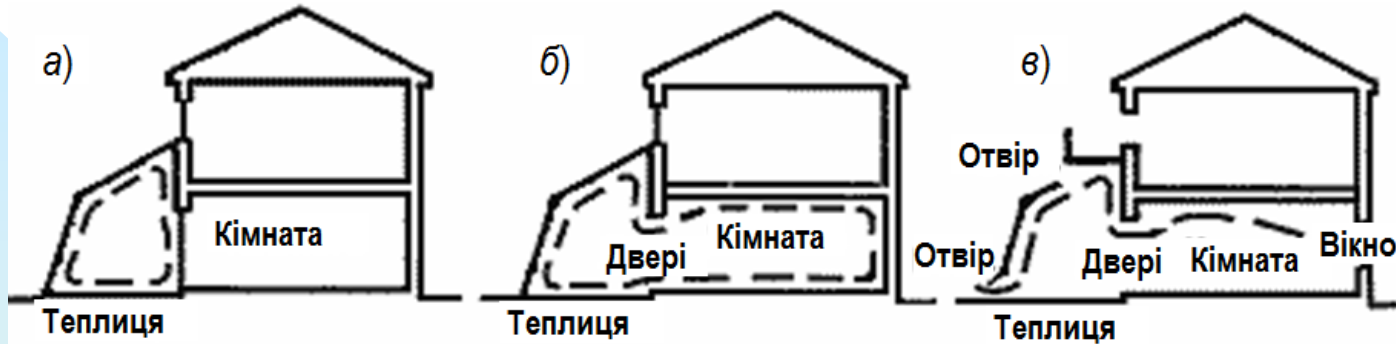 а)
Кімната
Теплиця
б)
Двері
Кімната
Теплиця
в)
Отвір
Отвір
Двері
Кімната
Вікно
Теплиця